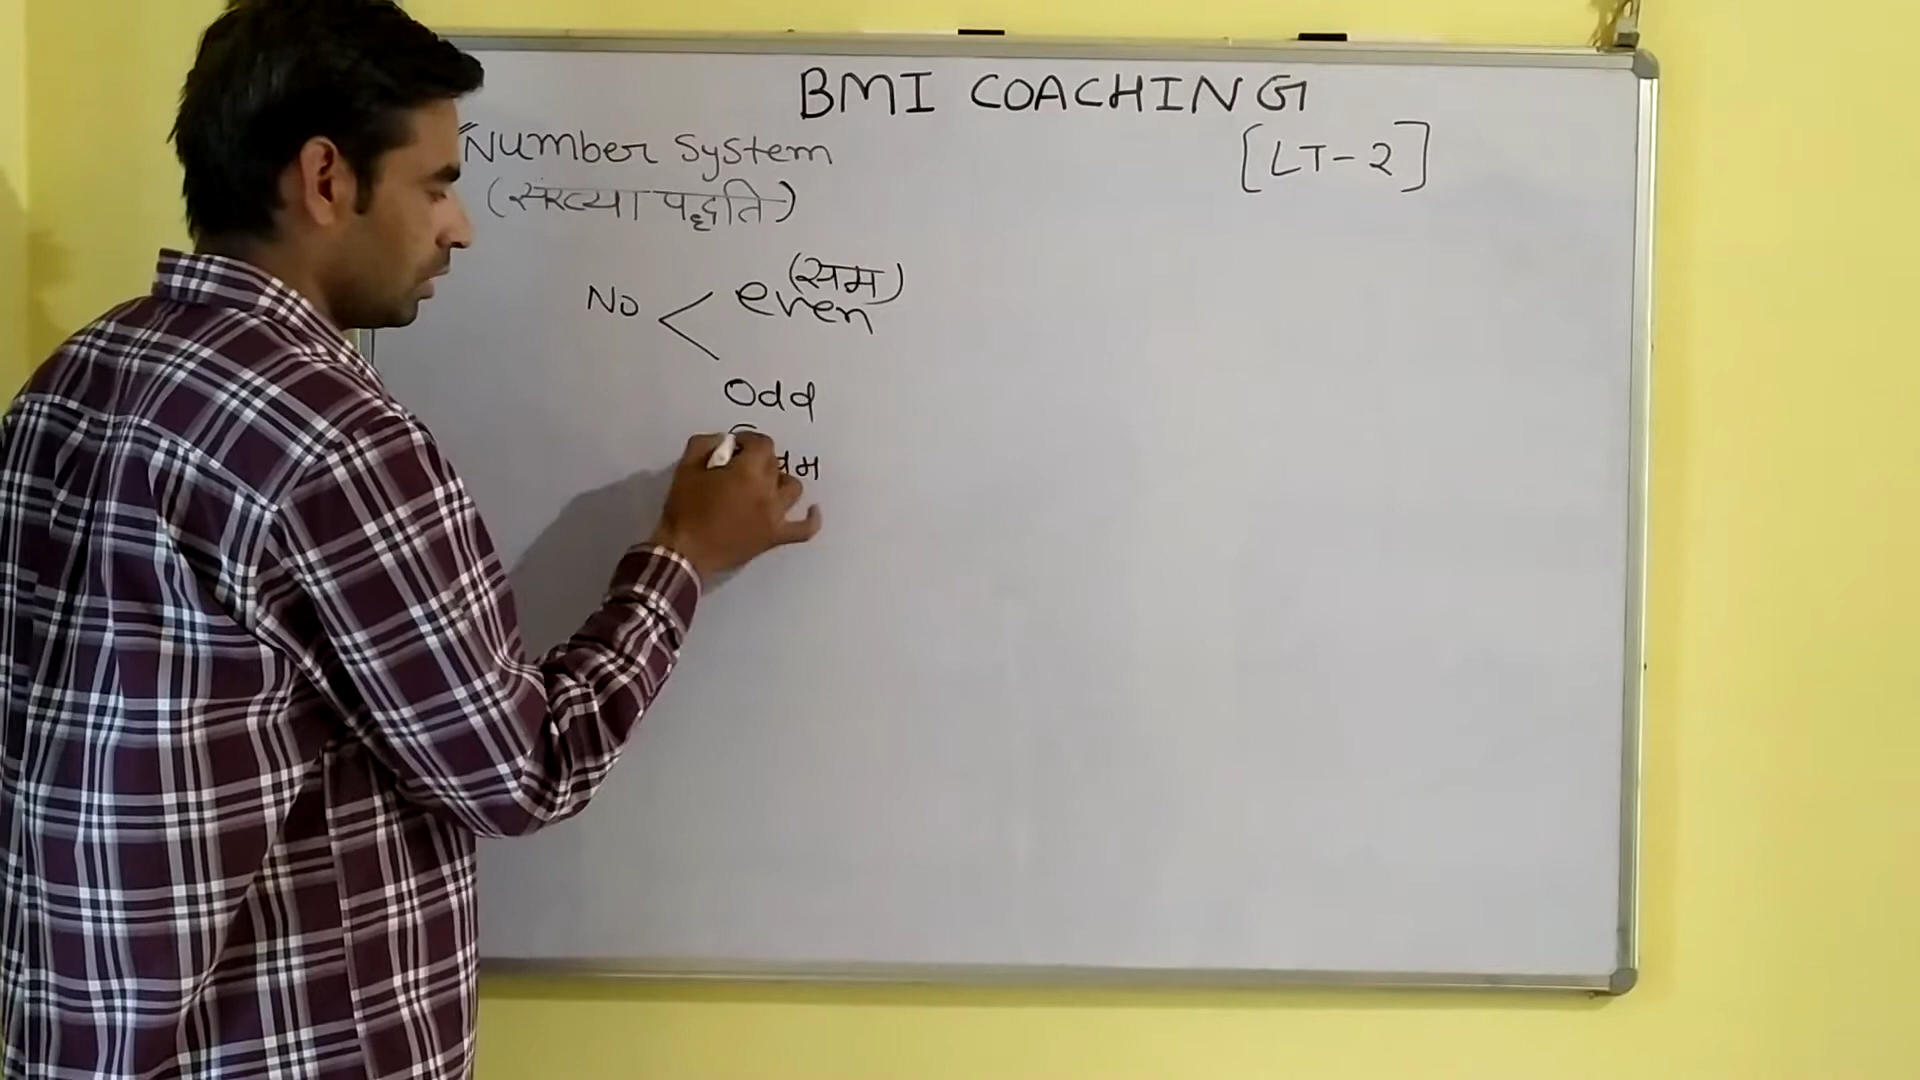 BMI COACHING
"Number System
[LT-2]
(संख्या पद्धति)
(सम)
No < even
Odd